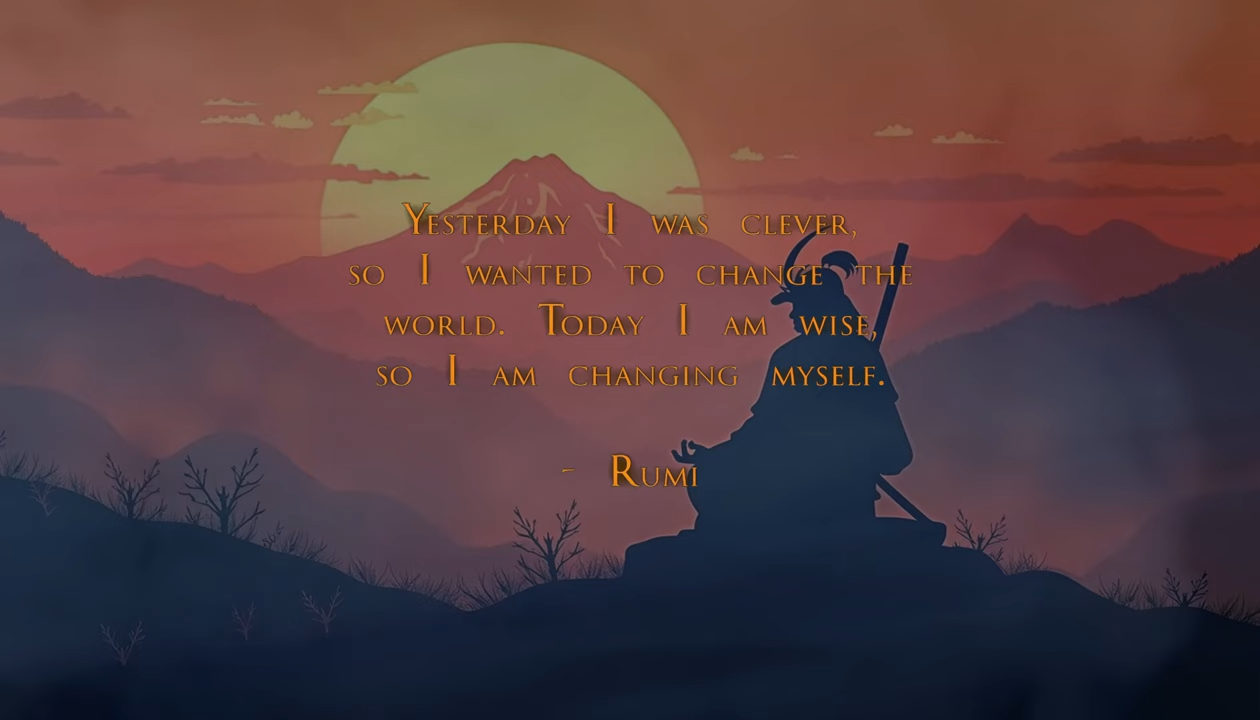 Yesterday I was clever,
so I wanted to change the
world. Today I am wise,
so I am changing myself.
- Rumi